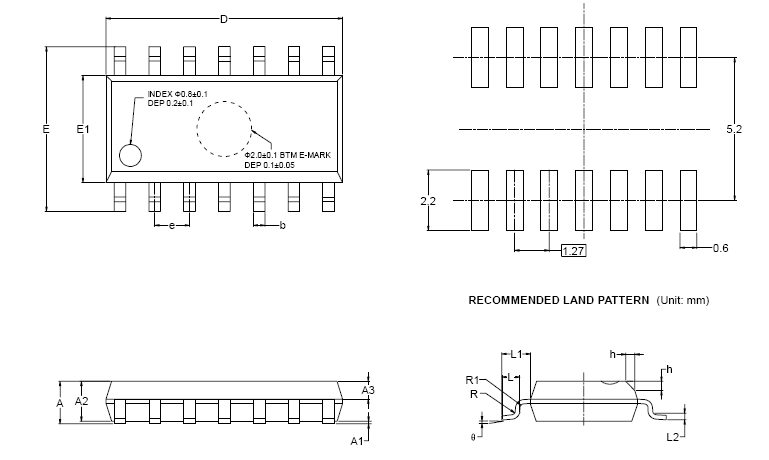 D
INDEX Φ0.8±0.1
DEP 0.2±0.1
E
E1
Φ2.0±0.1 BTM E-MARK
DEP 0.1±0.05
e
b
5.2
2.2
1.27
0.6
RECOMMENDED LAND PATTERN (Unit: mm)
A
A2
A3
A1
L1
h
h
L
R1
R
θ
L2